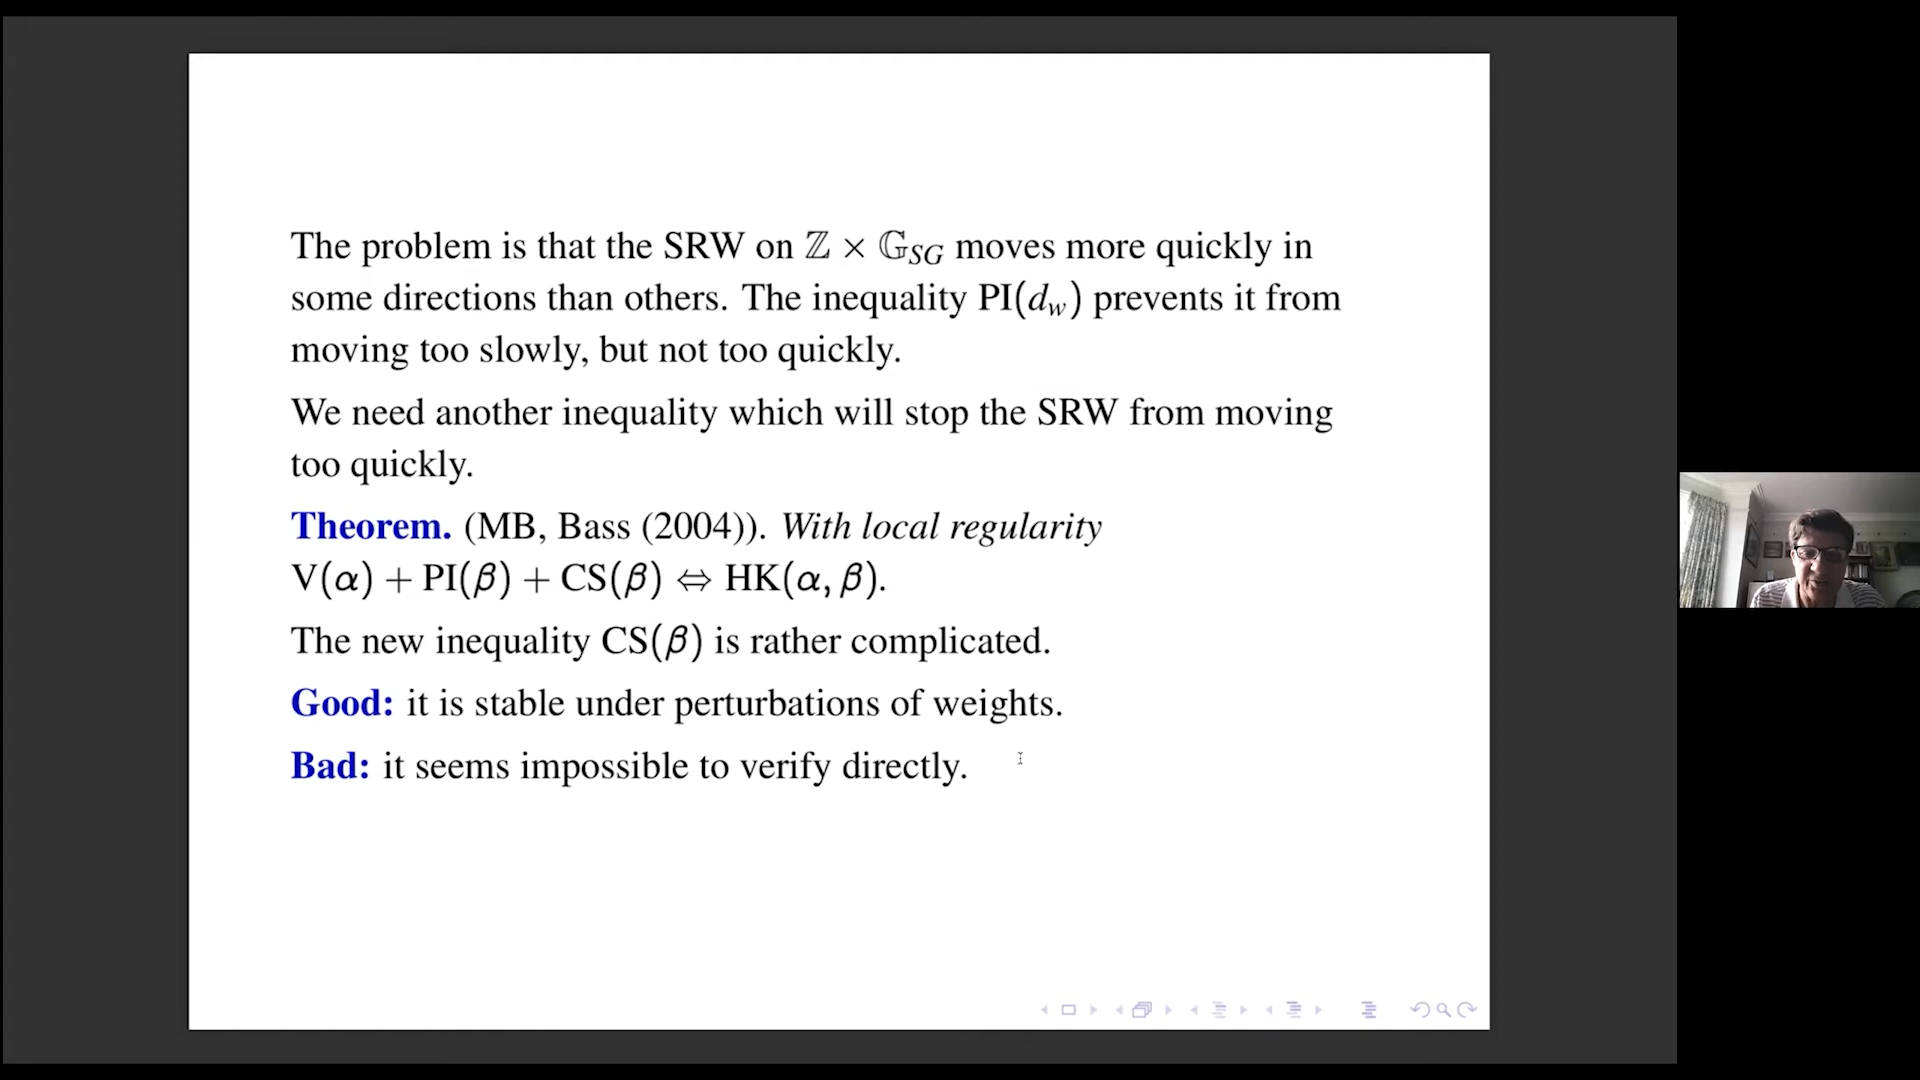 The problem is that the SRW on ℤ × 𝔾_SG moves more quickly in
some directions than others. The inequality PI(d_w) prevents it from
moving too slowly, but not too quickly.
We need another inequality which will stop the SRW from moving
too quickly.
Theorem. (MB, Bass (2004)). With local regularity
V(α) + PI(β) + CS(β) ⇔ HK(α, β).
The new inequality CS(β) is rather complicated.
Good: it is stable under perturbations of weights.
Bad: it seems impossible to verify directly.